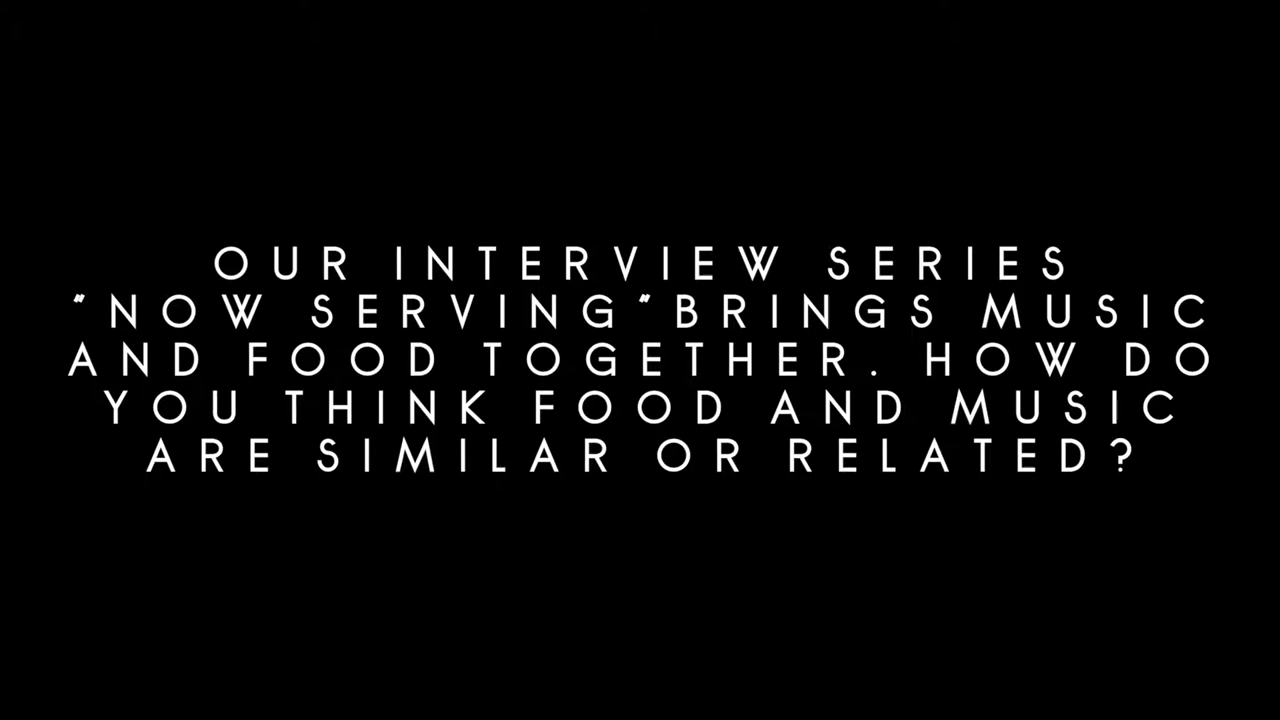 OUR INTERVIEW SERIES
"NOW SERVING"BRINGS MUSIC
AND FOOD TOGETHER. HOW DO
YOU THINK FOOD AND MUSIC
ARE SIMILAR OR RELATED?